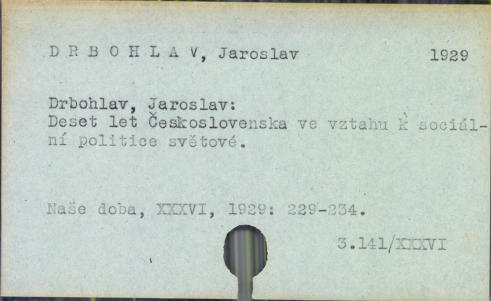 DRBOHLAV, Jaroslav 1929
Drbohlav, Jaroslav:
Deset let Československa ve vztahu k sociál-
ní politice světové.
Naše doba, XXXVI, 1929: 229-234.
3.141/XXXVI